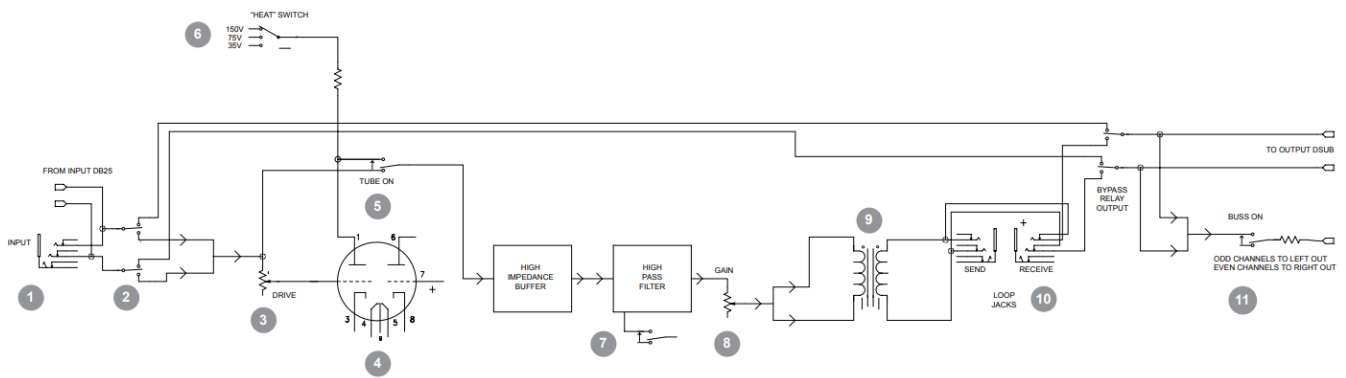 "HEAT" SWITCH
6
150V
75V
35V
FROM INPUT DB25
TO OUTPUT DSUB
TUBE ON
5
BYPASS
RELAY
OUTPUT
9
BUSS ON
INPUT
1
2
DRIVE
3
1
6
7
+
3
4
9
5
8
4
HIGH
IMPEDANCE
BUFFER
HIGH
PASS
FILTER
7
GAIN
8
+
SEND
RECEIVE
LOOP
JACKS
10
ODD CHANNELS TO LEFT OUT
EVEN CHANNELS TO RIGHT OUT
11